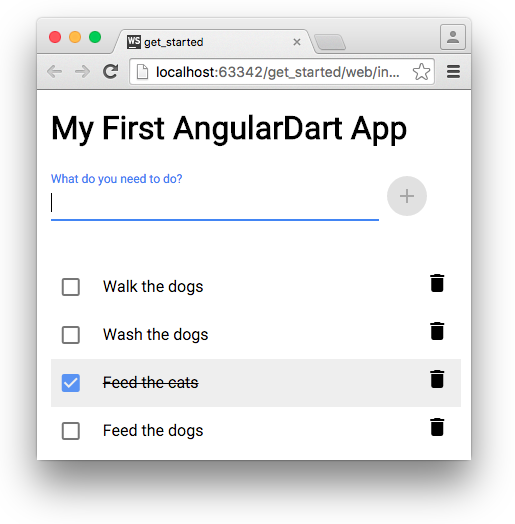 WS get_started
localhost:63342/get_started/web/in...
My First AngularDart App
What do you need to do?
Walk the dogs
Wash the dogs
Feed the cats
Feed the dogs